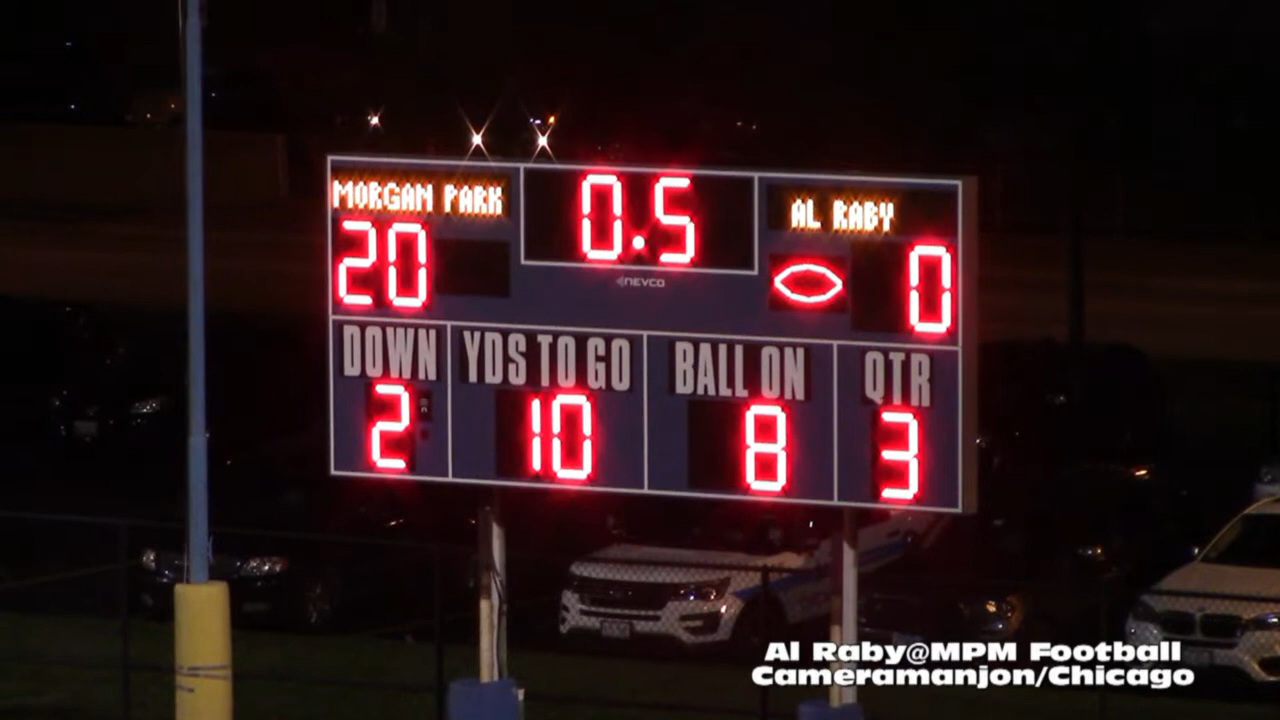 MORGAN PARK 0.5 AL RABY
20 0
NEVCO
DOWN YDS TO GO BALL ON QTR
2 10 8 3
Al Raby@MPM Football
Cameramanjon/Chicago